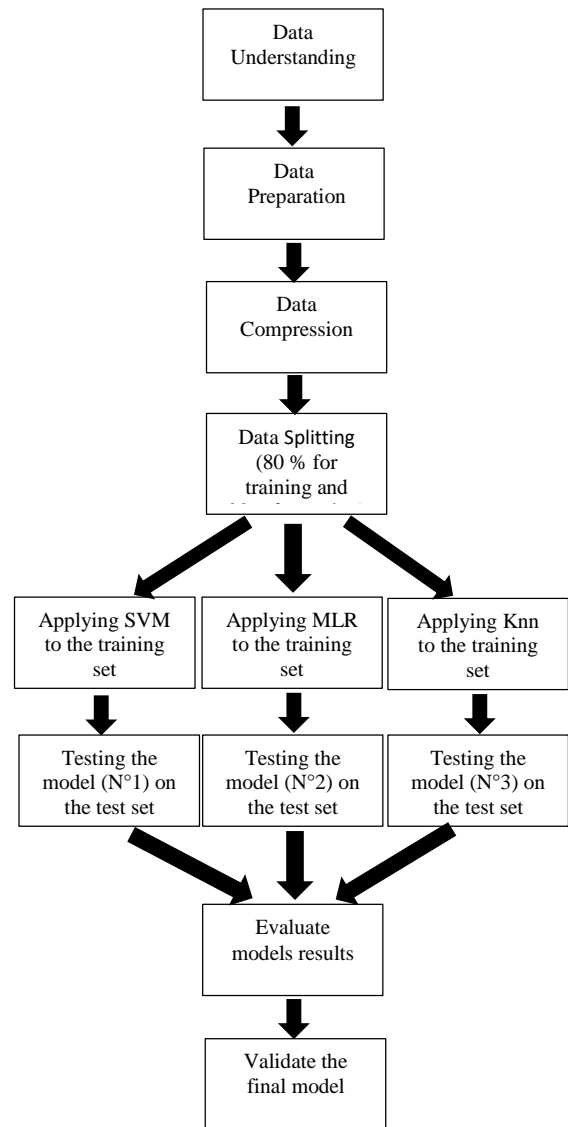 Data
Understanding
Data
Preparation
Data
Compression
Data Splitting
(80 % for
training and
Applying SVM
to the training
set
Applying MLR
to the training
set
Applying Knn
to the training
set
Testing the
model (N°1) on
the test set
Testing the
model (N°2) on
the test set
Testing the
model (N°3) on
the test set
Evaluate
models results
Validate the
final model